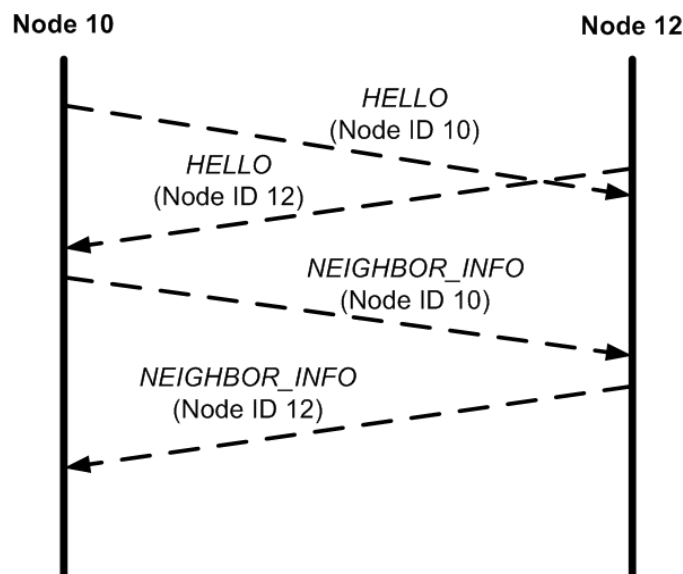 Node 10
Node 12
HELLO
(Node ID 10)
HELLO
(Node ID 12)
NEIGHBOR_INFO
(Node ID 10)
NEIGHBOR_INFO
(Node ID 12)